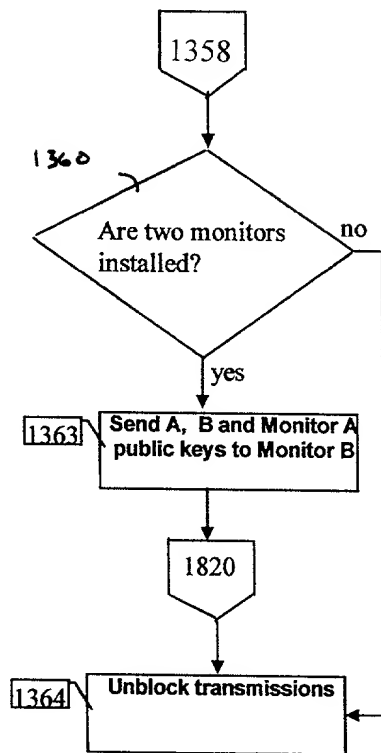 1358
1360
Are two monitors
installed?
no
yes
1363
Send A, B and Monitor A
public keys to Monitor B
1820
1364
Unblock transmissions